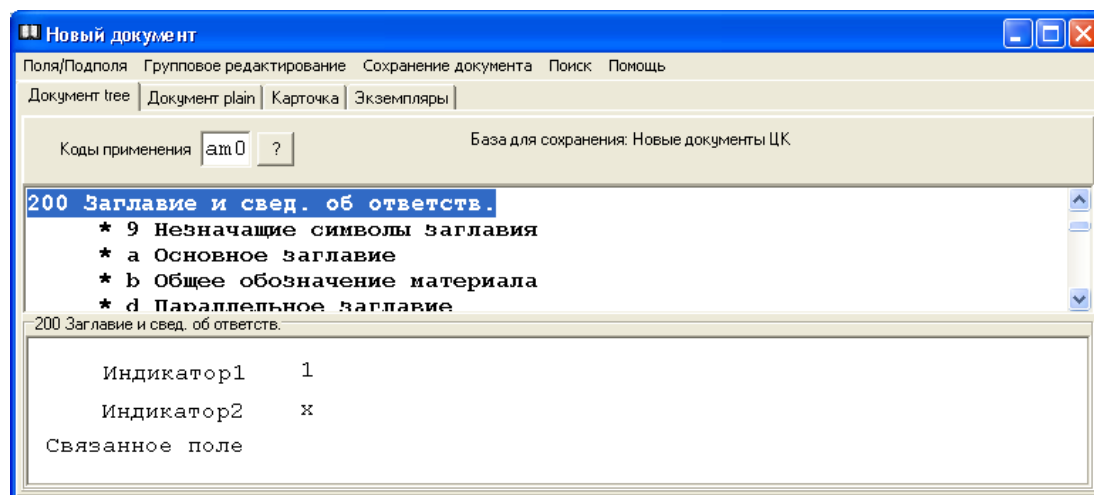 Новый документ
Поля/Подполя Групповое редактирование Сохранение документа Поиск Помощь
Документ tree Документ plain Карточка Экземпляры
Коды применения am0 ? База для сохранения: Новые документы ЦК
200 Заглавие и свед. об ответств.
* 9 Незначащие символы заглавия
* a Основное заглавие
* b Общее обозначение материала
* d Параллельное заглавие
200 Заглавие и свед. об ответств.
Индикатор1 1
Индикатор2 x
Связанное поле